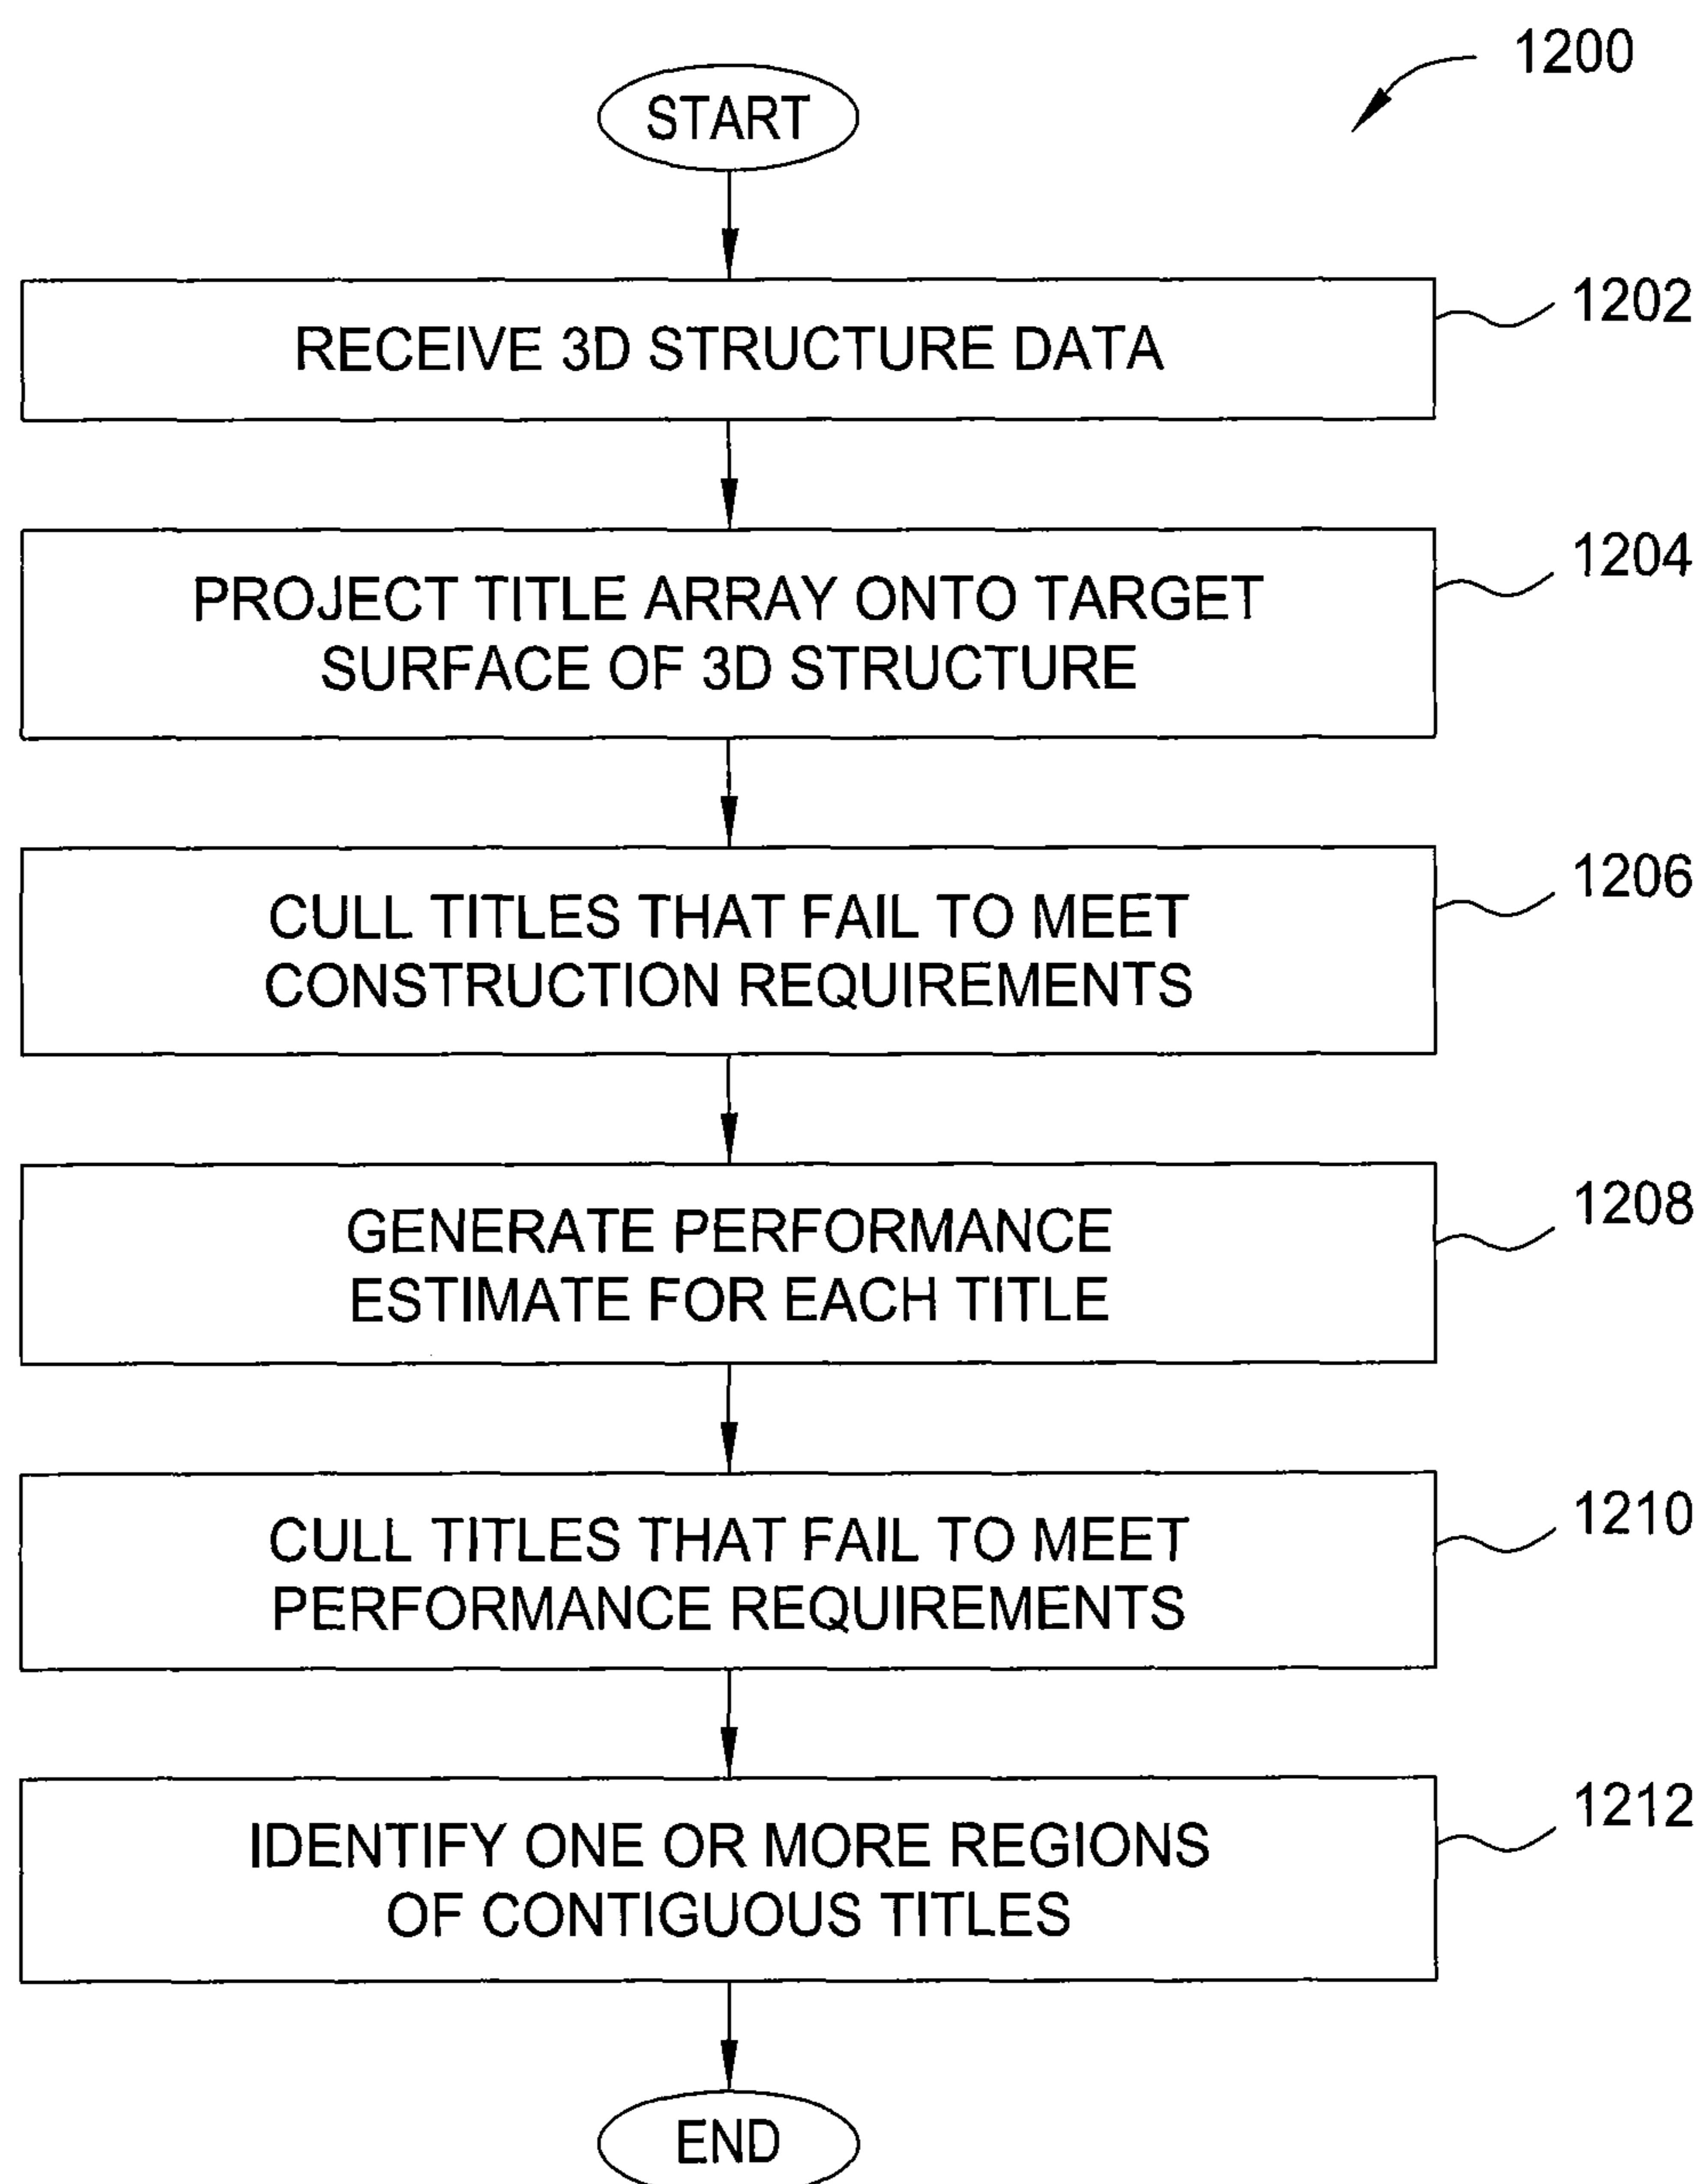 1200
START
RECEIVE 3D STRUCTURE DATA
1202
PROJECT TITLE ARRAY ONTO TARGET
SURFACE OF 3D STRUCTURE
1204
CULL TITLES THAT FAIL TO MEET
CONSTRUCTION REQUIREMENTS
1206
GENERATE PERFORMANCE
ESTIMATE FOR EACH TITLE
1208
CULL TITLES THAT FAIL TO MEET
PERFORMANCE REQUIREMENTS
1210
IDENTIFY ONE OR MORE REGIONS
OF CONTIGUOUS TITLES
1212
END